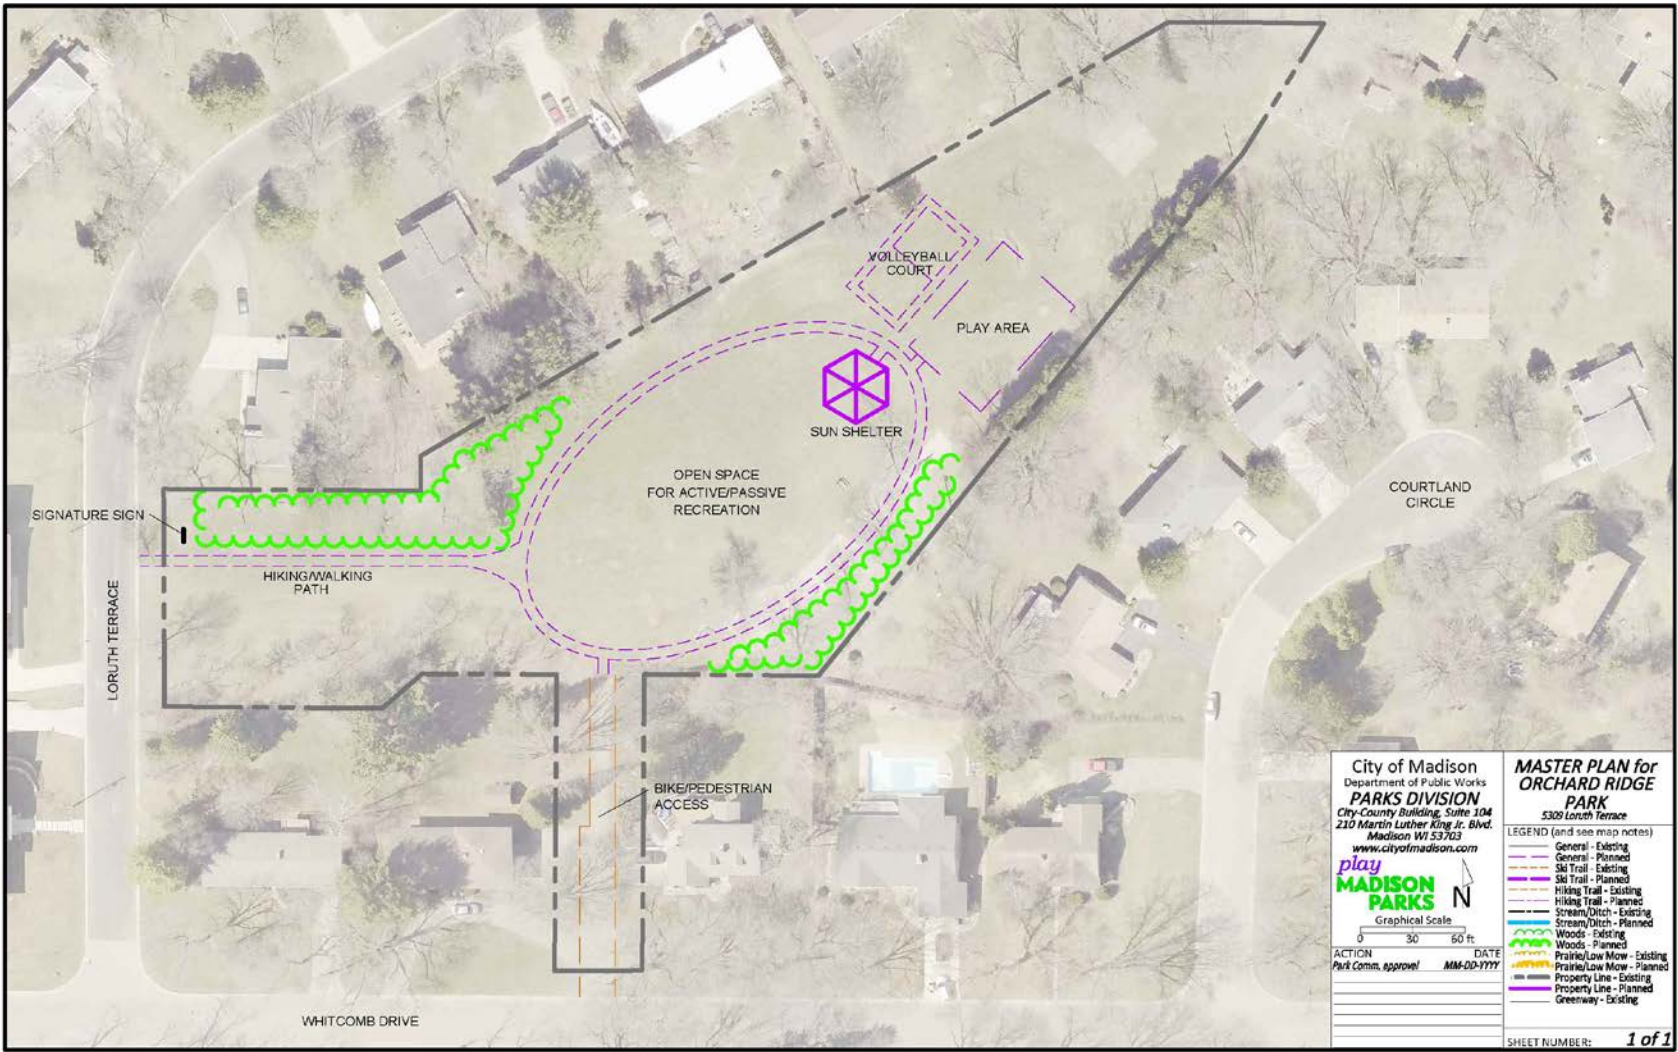 VOLLEYBALL
COURT
PLAY AREA
SUN SHELTER
OPEN SPACE
FOR ACTIVE/PASSIVE
RECREATION
SIGNATURE SIGN
HIKING/WALKING
PATH
LORUTH TERRACE
COURTLAND
CIRCLE
BIKE/PEDESTRIAN
ACCESS
WHITCOMB DRIVE
City of Madison
Department of Public Works
PARKS DIVISION
City-County Building, Suite 104
210 Martin Luther King Jr. Blvd.
Madison WI 53703
www.cityofmadison.com
play
MADISON
PARKS
N
Graphical Scale
0 30 60 ft
ACTION DATE
Park Comm. approval MM-DD-YYYY
MASTER PLAN for
ORCHARD RIDGE
PARK
5309 Loruth Terrace
LEGEND (and see map notes)
General - Existing
General - Planned
Ski Trail - Existing
Ski Trail - Planned
Hiking Trail - Existing
Hiking Trail - Planned
Stream/Ditch - Existing
Stream/Ditch - Planned
Woods - Existing
Woods - Planned
Prairie/Low Mow - Existing
Prairie/Low Mow - Planned
Property Line - Existing
Property Line - Planned
Greenway - Existing
SHEET NUMBER: 1 of 1